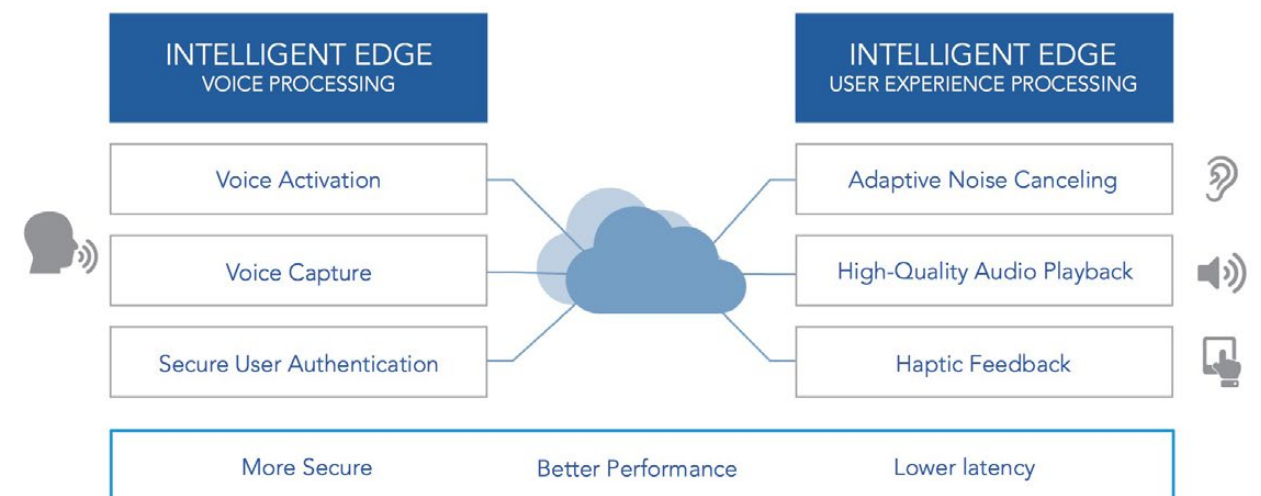 INTELLIGENT EDGE
VOICE PROCESSING
Voice Activation
Voice Capture
Secure User Authentication
INTELLIGENT EDGE
USER EXPERIENCE PROCESSING
Adaptive Noise Canceling
High-Quality Audio Playback
Haptic Feedback
More Secure
Better Performance
Lower latency